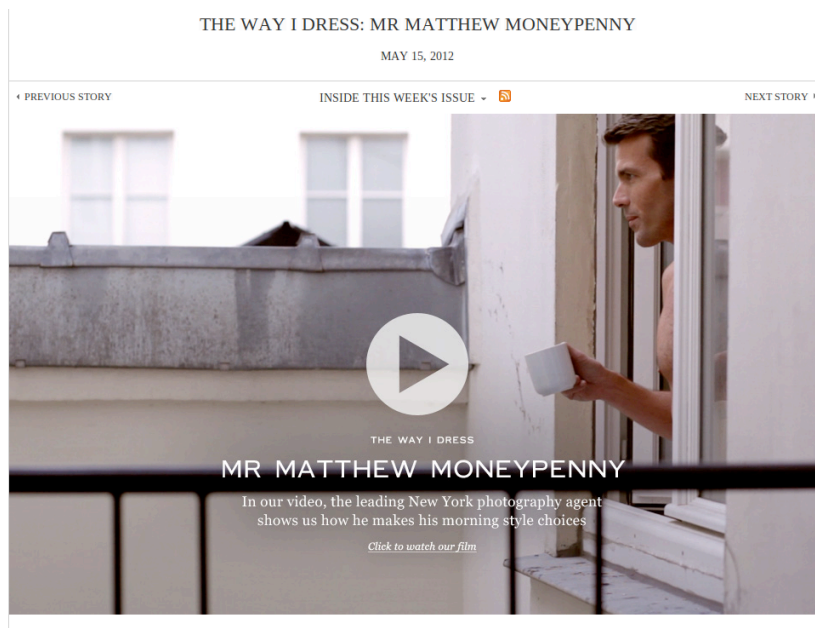 THE WAY I DRESS: MR MATTHEW MONEYPENNY
MAY 15, 2012
PREVIOUS STORY
INSIDE THIS WEEK'S ISSUE
NEXT STORY
THE WAY I DRESS
MR MATTHEW MONEYPENNY
In our video, the leading New York photography agent
shows us how he makes his morning style choices
Click to watch our film